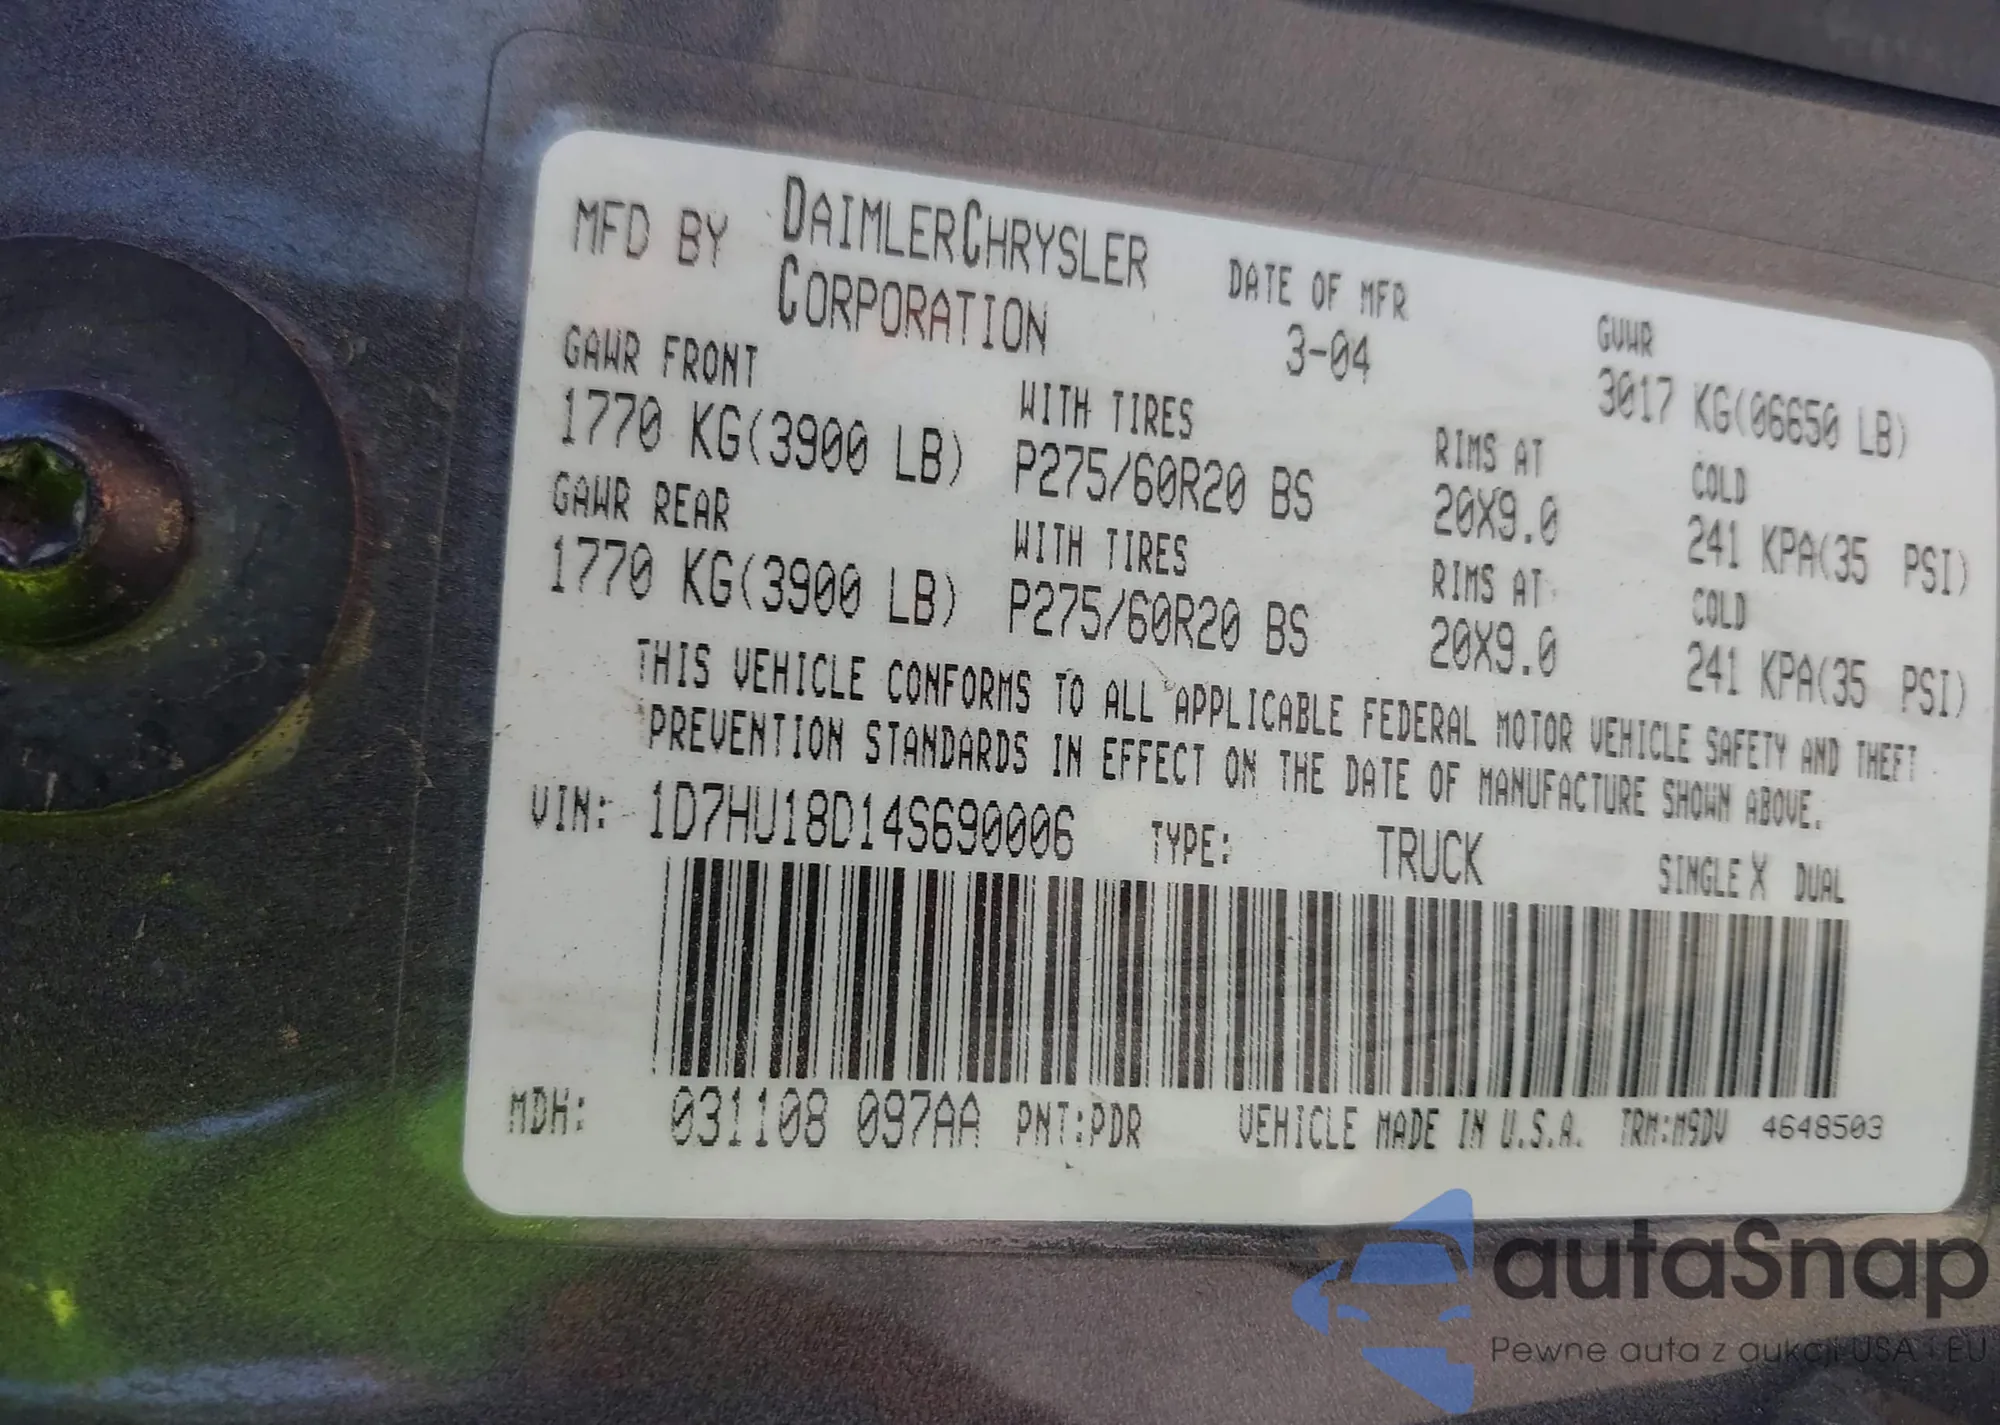 MFD BY DAIMLERCHRYSLER CORPORATION
DATE OF MFR 3-04
GVWR 3017 KG(06650 LB)
GAWR FRONT WITH TIRES RIMS AT COLD
1770 KG(3900 LB) P275/60R20 BS 20X9.0 241 KPA(35 PSI)
GAWR REAR WITH TIRES RIMS AT COLD
1770 KG(3900 LB) P275/60R20 BS 20X9.0 241 KPA(35 PSI)
THIS VEHICLE CONFORMS TO ALL APPLICABLE FEDERAL MOTOR VEHICLE SAFETY AND THEFT
PREVENTION STANDARDS IN EFFECT ON THE DATE OF MANUFACTURE SHOWN ABOVE.
VIN: 1D7HU18D14S690006 TYPE: TRUCK SINGLE X DUAL
MDH: 031108 097AA PNT:PDR VEHICLE MADE IN U.S.A. TRM:M9DV 4648503
autaSnap
Pewne auta z aukcji USA i EU